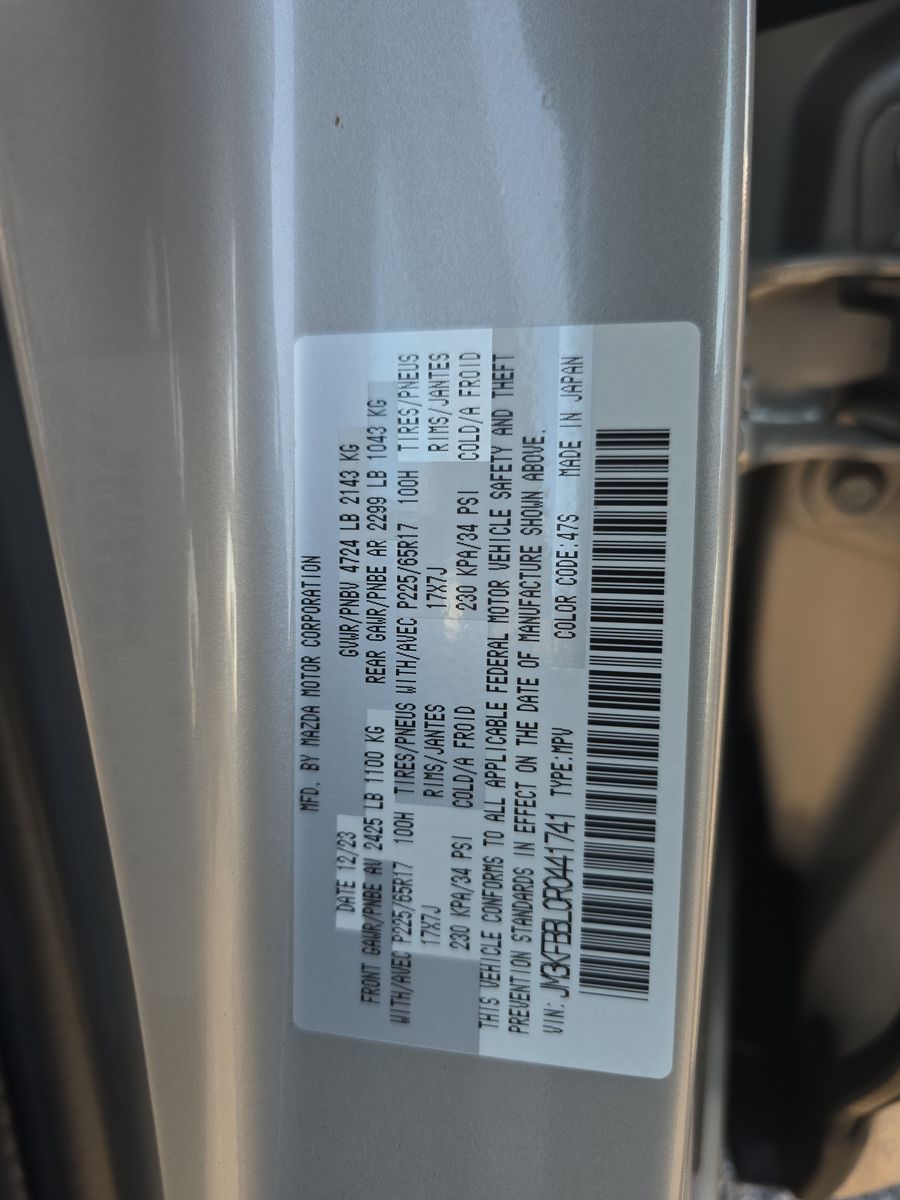 MFD. BY MAZDA MOTOR CORPORATION
DATE 12/23 GVWR/PNBV 4724 LB 2143 KG
FRONT GAWR/PNBE AV 2425 LB 1100 KG REAR GAWR/PNBE AR 2299 LB 1043 KG
WITH/AVEC P225/65R17 100H TIRES/PNEUS WITH/AVEC P225/65R17 100H TIRES/PNEUS
17X7J RIMS/JANTES 17X7J RIMS/JANTES
230 KPA/34 PSI COLD/A FROID 230 KPA/34 PSI COLD/A FROID
THIS VEHICLE CONFORMS TO ALL APPLICABLE FEDERAL MOTOR VEHICLE SAFETY AND THEFT
PREVENTION STANDARDS IN EFFECT ON THE DATE OF MANUFACTURE SHOWN ABOVE.
VIN: JM3KFBBL0R0441741 TYPE:MPV COLOR CODE:47S MADE IN JAPAN